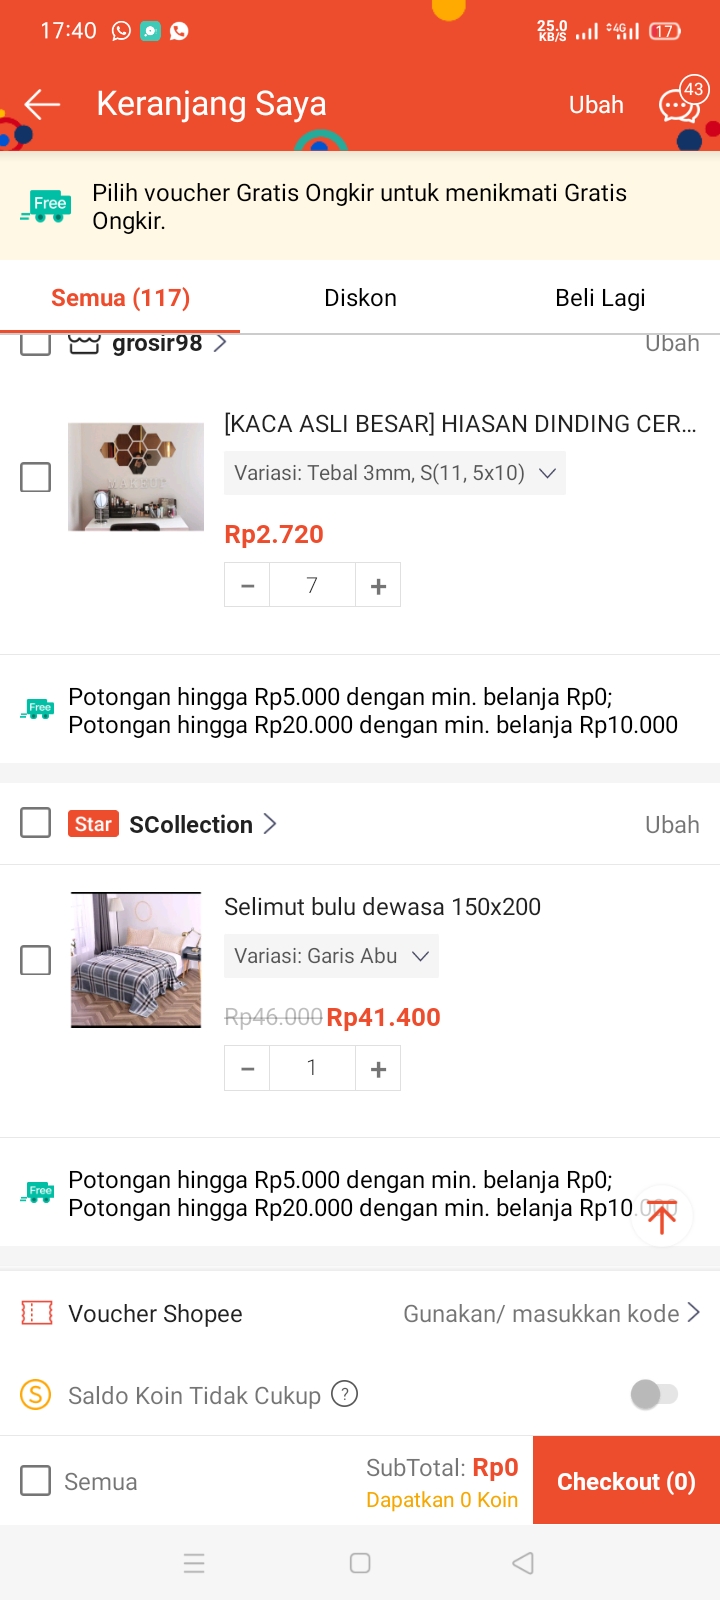 17:40
25.0
KB/S
4G
17
Keranjang Saya
Ubah
43
Free
Pilih voucher Gratis Ongkir untuk menikmati Gratis
Ongkir.
Semua (117)
Diskon
Beli Lagi
grosir98
Ubah
[KACA ASLI BESAR] HIASAN DINDING CER...
MAKEUP
Variasi: Tebal 3mm, S(11, 5x10)
Rp2.720
− 7 +
Free
Potongan hingga Rp5.000 dengan min. belanja Rp0;
Potongan hingga Rp20.000 dengan min. belanja Rp10.000
Star
SCollection
Ubah
Selimut bulu dewasa 150x200
Variasi: Garis Abu
Rp46.000 Rp41.400
− 1 +
Free
Potongan hingga Rp5.000 dengan min. belanja Rp0;
Potongan hingga Rp20.000 dengan min. belanja Rp10.000
Voucher Shopee
Gunakan/ masukkan kode
S
Saldo Koin Tidak Cukup ?
Semua
SubTotal: Rp0
Dapatkan 0 Koin
Checkout (0)